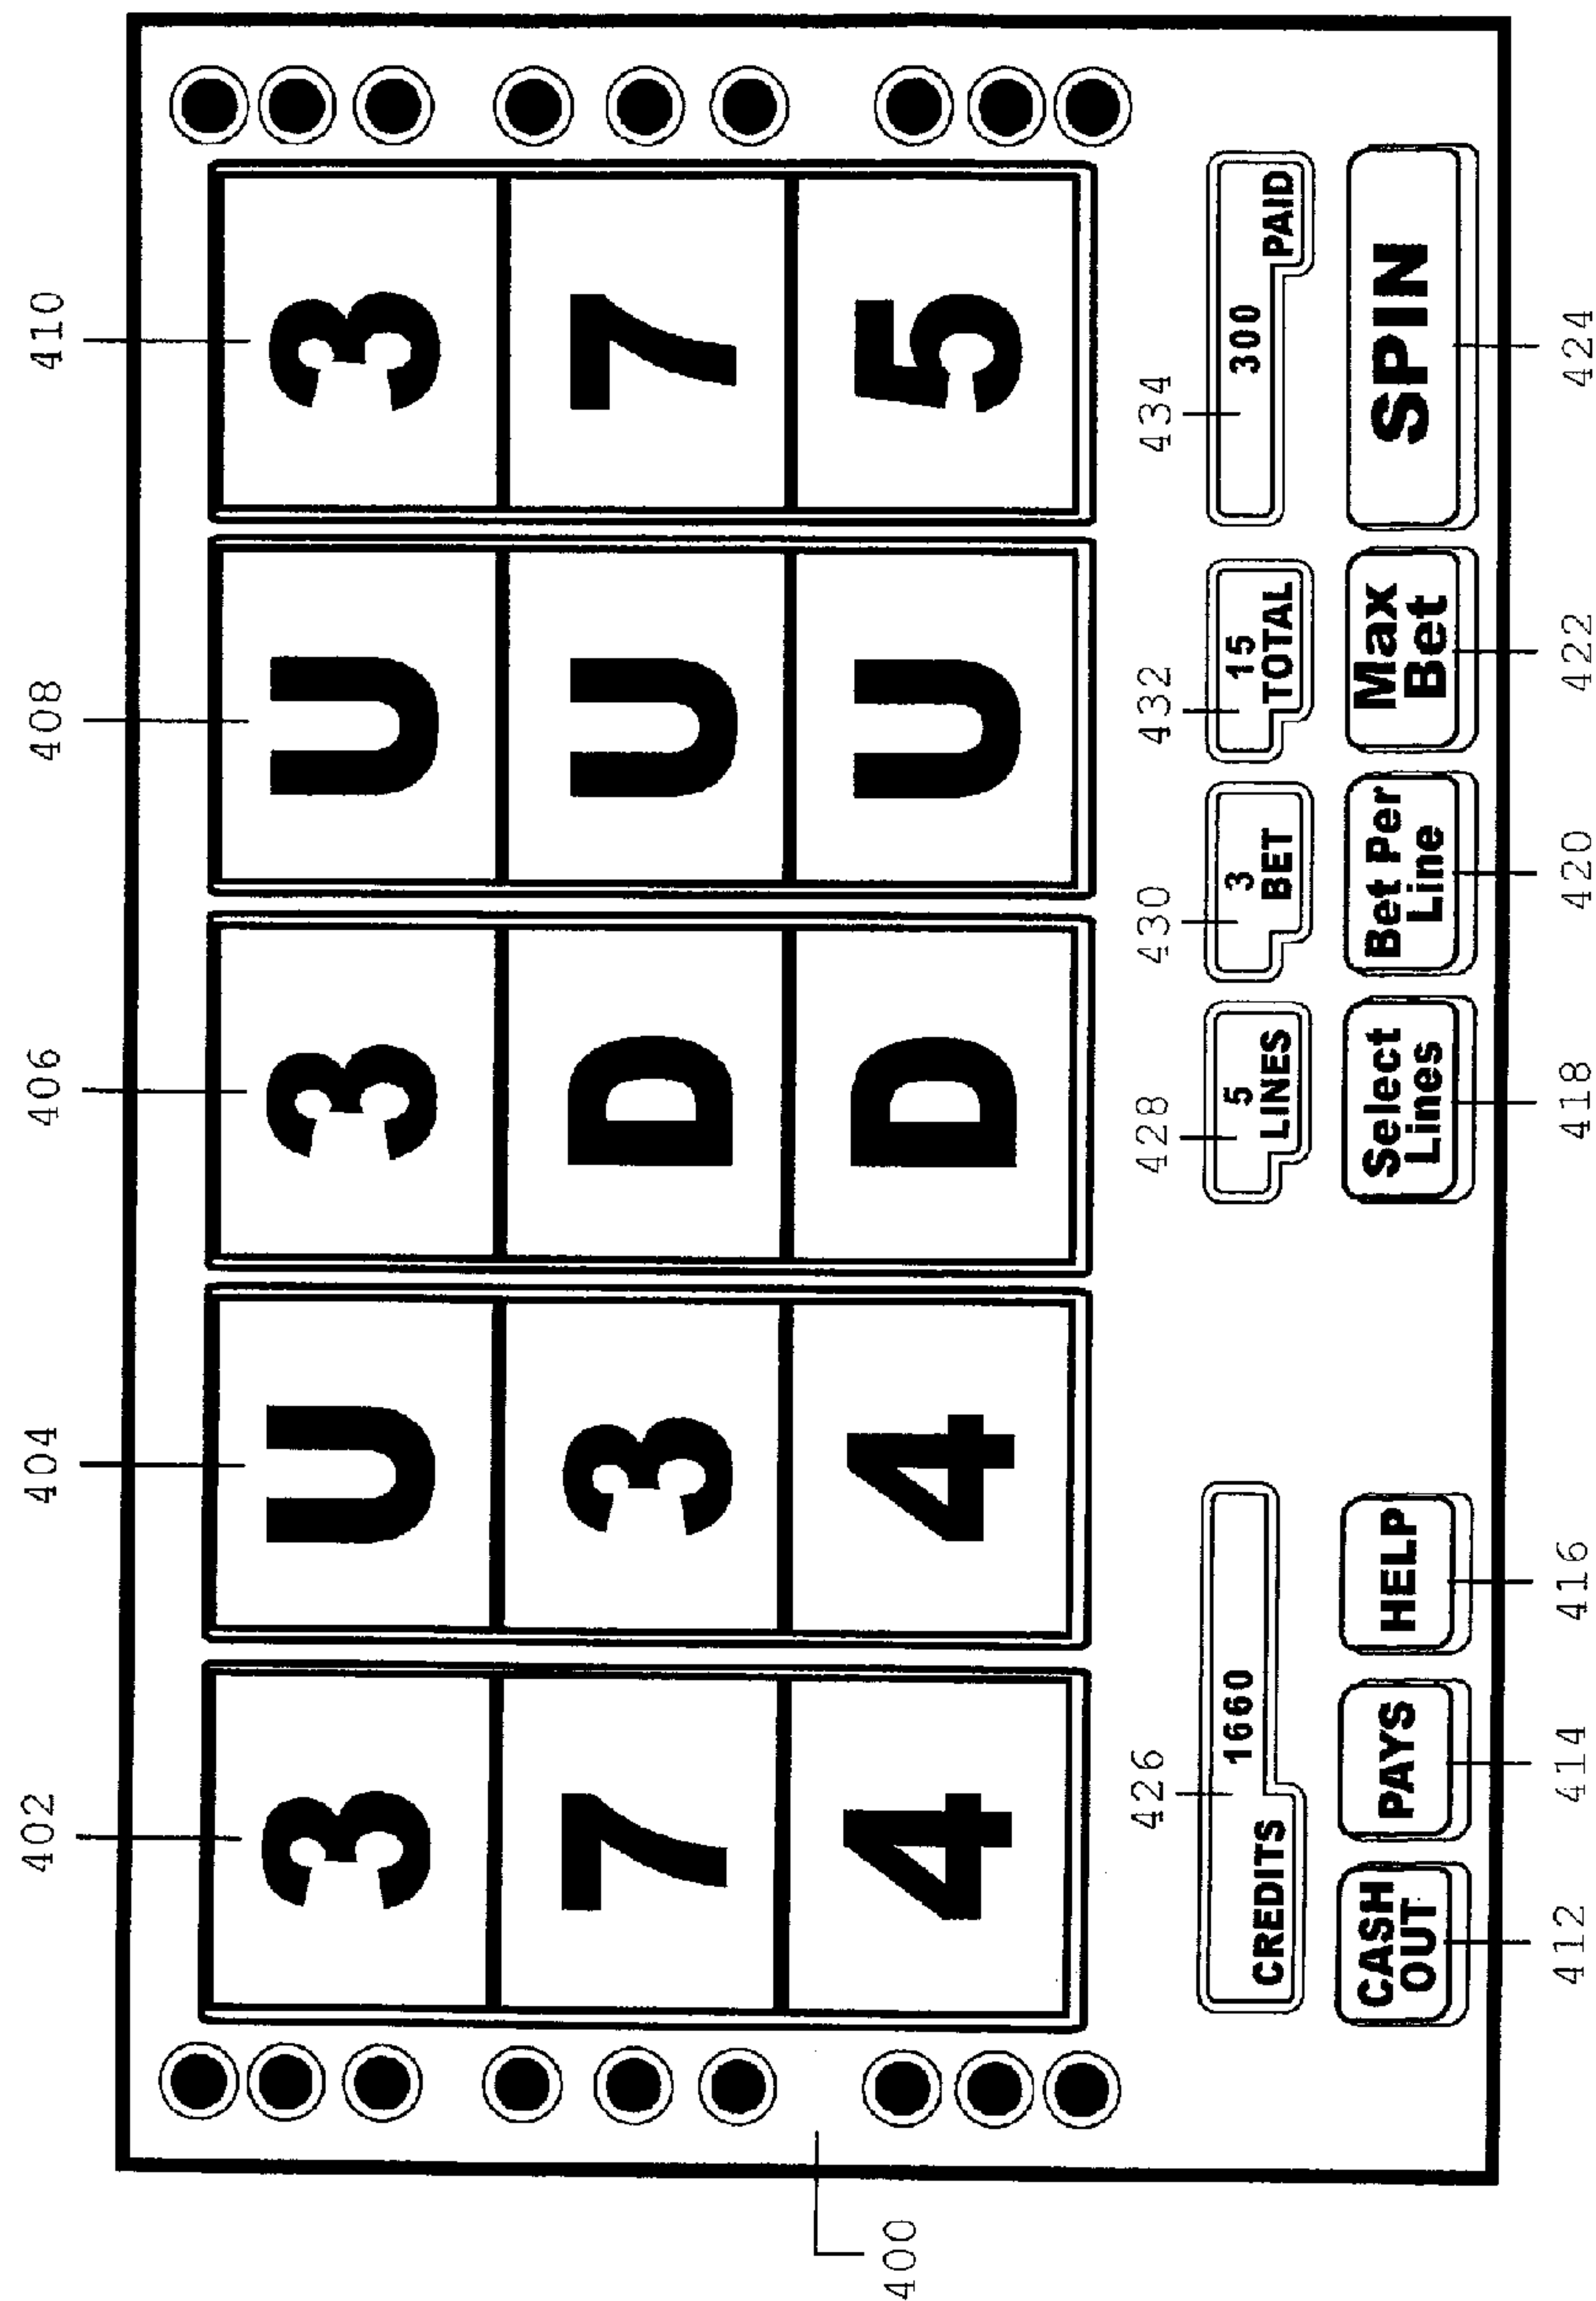 402 404 406 408 410
3 U 3 U 3
7 3 D U 7
4 4 D U 5
426 428 430 432 434
1660 5 3 15 300
CREDITS LINES BET TOTAL PAID
CASH PAYS HELP Select Bet Per Max SPIN
OUT Lines Line Bet
412 414 416 418 420 422 424
400